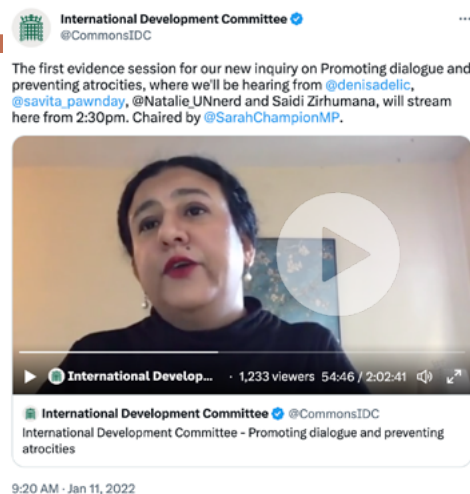 International Development Committee
@CommonsIDC
The first evidence session for our new inquiry on Promoting dialogue and
preventing atrocities, where we'll be hearing from @denisadelic,
@savita_pawnday, @Natalie_UNnerd and Saidi Zirhumana, will stream
here from 2:30pm. Chaired by @SarahChampionMP.
International Develop... · 1,233 viewers 54:46 / 2:02:41
International Development Committee @CommonsIDC
International Development Committee - Promoting dialogue and preventing
atrocities
9:20 AM · Jan 11, 2022